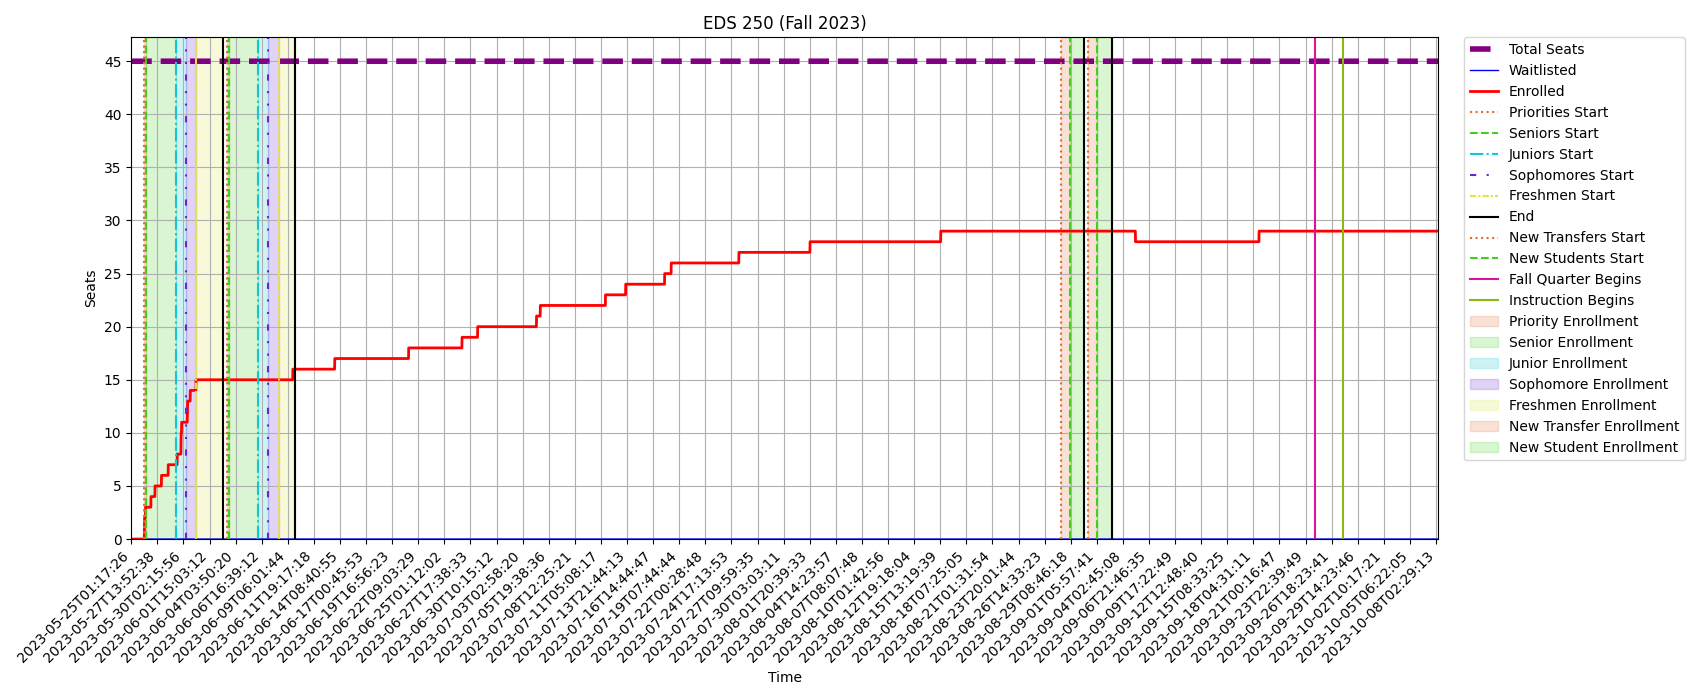 EDS 250 (Fall 2023)
Seats
45
40
35
30
25
20
15
10
5
0
2023-05-25T01:17:26
2023-05-27T13:52:38
2023-05-30T02:15:56
2023-06-01T15:03:12
2023-06-04T03:50:20
2023-06-06T16:39:12
2023-06-09T06:01:44
2023-06-11T19:17:18
2023-06-14T08:40:55
2023-06-17T00:45:53
2023-06-19T16:56:23
2023-06-22T09:03:29
2023-06-25T01:12:02
2023-06-27T17:38:33
2023-06-30T10:15:12
2023-07-03T02:58:20
2023-07-05T19:38:36
2023-07-08T12:25:21
2023-07-11T05:08:17
2023-07-13T21:44:13
2023-07-16T14:44:47
2023-07-19T07:44:44
2023-07-22T00:28:48
2023-07-24T17:13:53
2023-07-27T09:59:35
2023-07-30T03:03:11
2023-08-01T20:39:33
2023-08-04T14:23:57
2023-08-07T08:07:48
2023-08-10T01:42:56
2023-08-12T19:18:04
2023-08-15T13:19:39
2023-08-18T07:25:05
2023-08-21T01:31:54
2023-08-23T20:01:44
2023-08-26T14:33:23
2023-08-29T08:46:18
2023-09-01T05:57:41
2023-09-04T02:45:08
2023-09-06T21:46:35
2023-09-09T17:22:49
2023-09-12T12:48:40
2023-09-15T08:33:25
2023-09-18T04:31:11
2023-09-21T00:16:47
2023-09-23T22:39:49
2023-09-26T18:23:41
2023-09-29T14:23:46
2023-10-02T10:17:21
2023-10-05T06:22:05
2023-10-08T02:29:13
Time
Total Seats
Waitlisted
Enrolled
Priorities Start
Seniors Start
Juniors Start
Sophomores Start
Freshmen Start
End
New Transfers Start
New Students Start
Fall Quarter Begins
Instruction Begins
Priority Enrollment
Senior Enrollment
Junior Enrollment
Sophomore Enrollment
Freshmen Enrollment
New Transfer Enrollment
New Student Enrollment